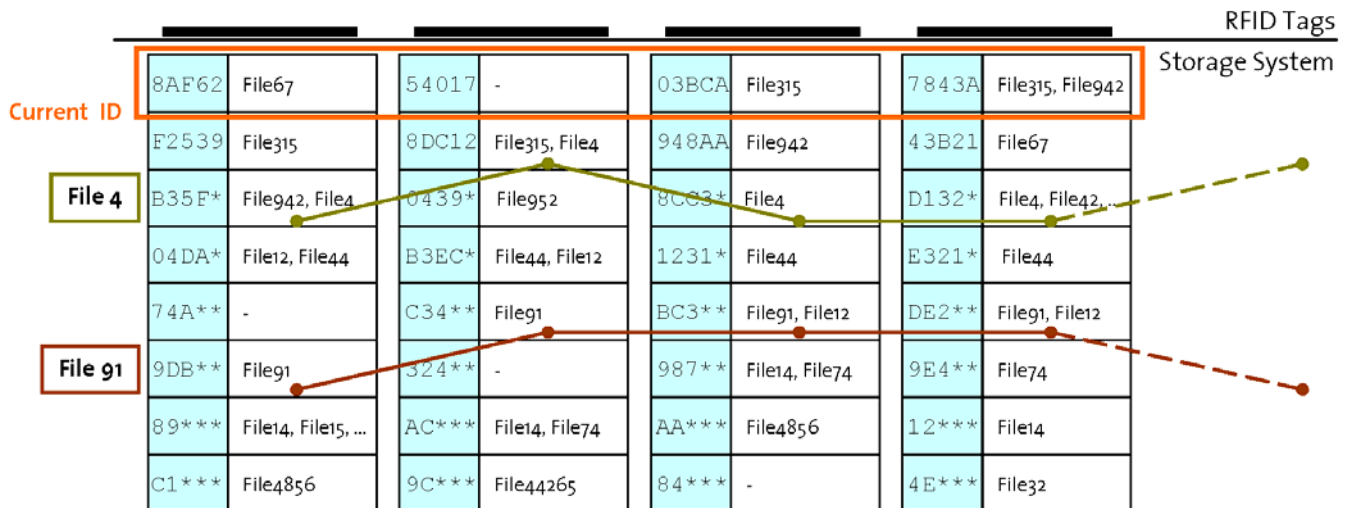 RFID Tags
Storage System
Current ID
8AF62 File67 54017 - 03BCA File315 7843A File315, File942
F2539 File315 8DC12 File315, File4 948AA File942 43B21 File67
File 4 B35F* File942, File4 0439* File952 8CC3* File4 D132* File4, File42, ...
04DA* File12, File44 B3EC* File44, File12 1231* File44 E321* File44
74A** - C34** File91 BC3** File91, File12 DE2** File91, File12
File 91 9DB** File91 324** - 987** File14, File74 9E4** File74
89*** File14, File15, ... AC*** File14, File74 AA*** File4856 12*** File14
C1*** File4856 9C*** File44265 84*** - 4E*** File32